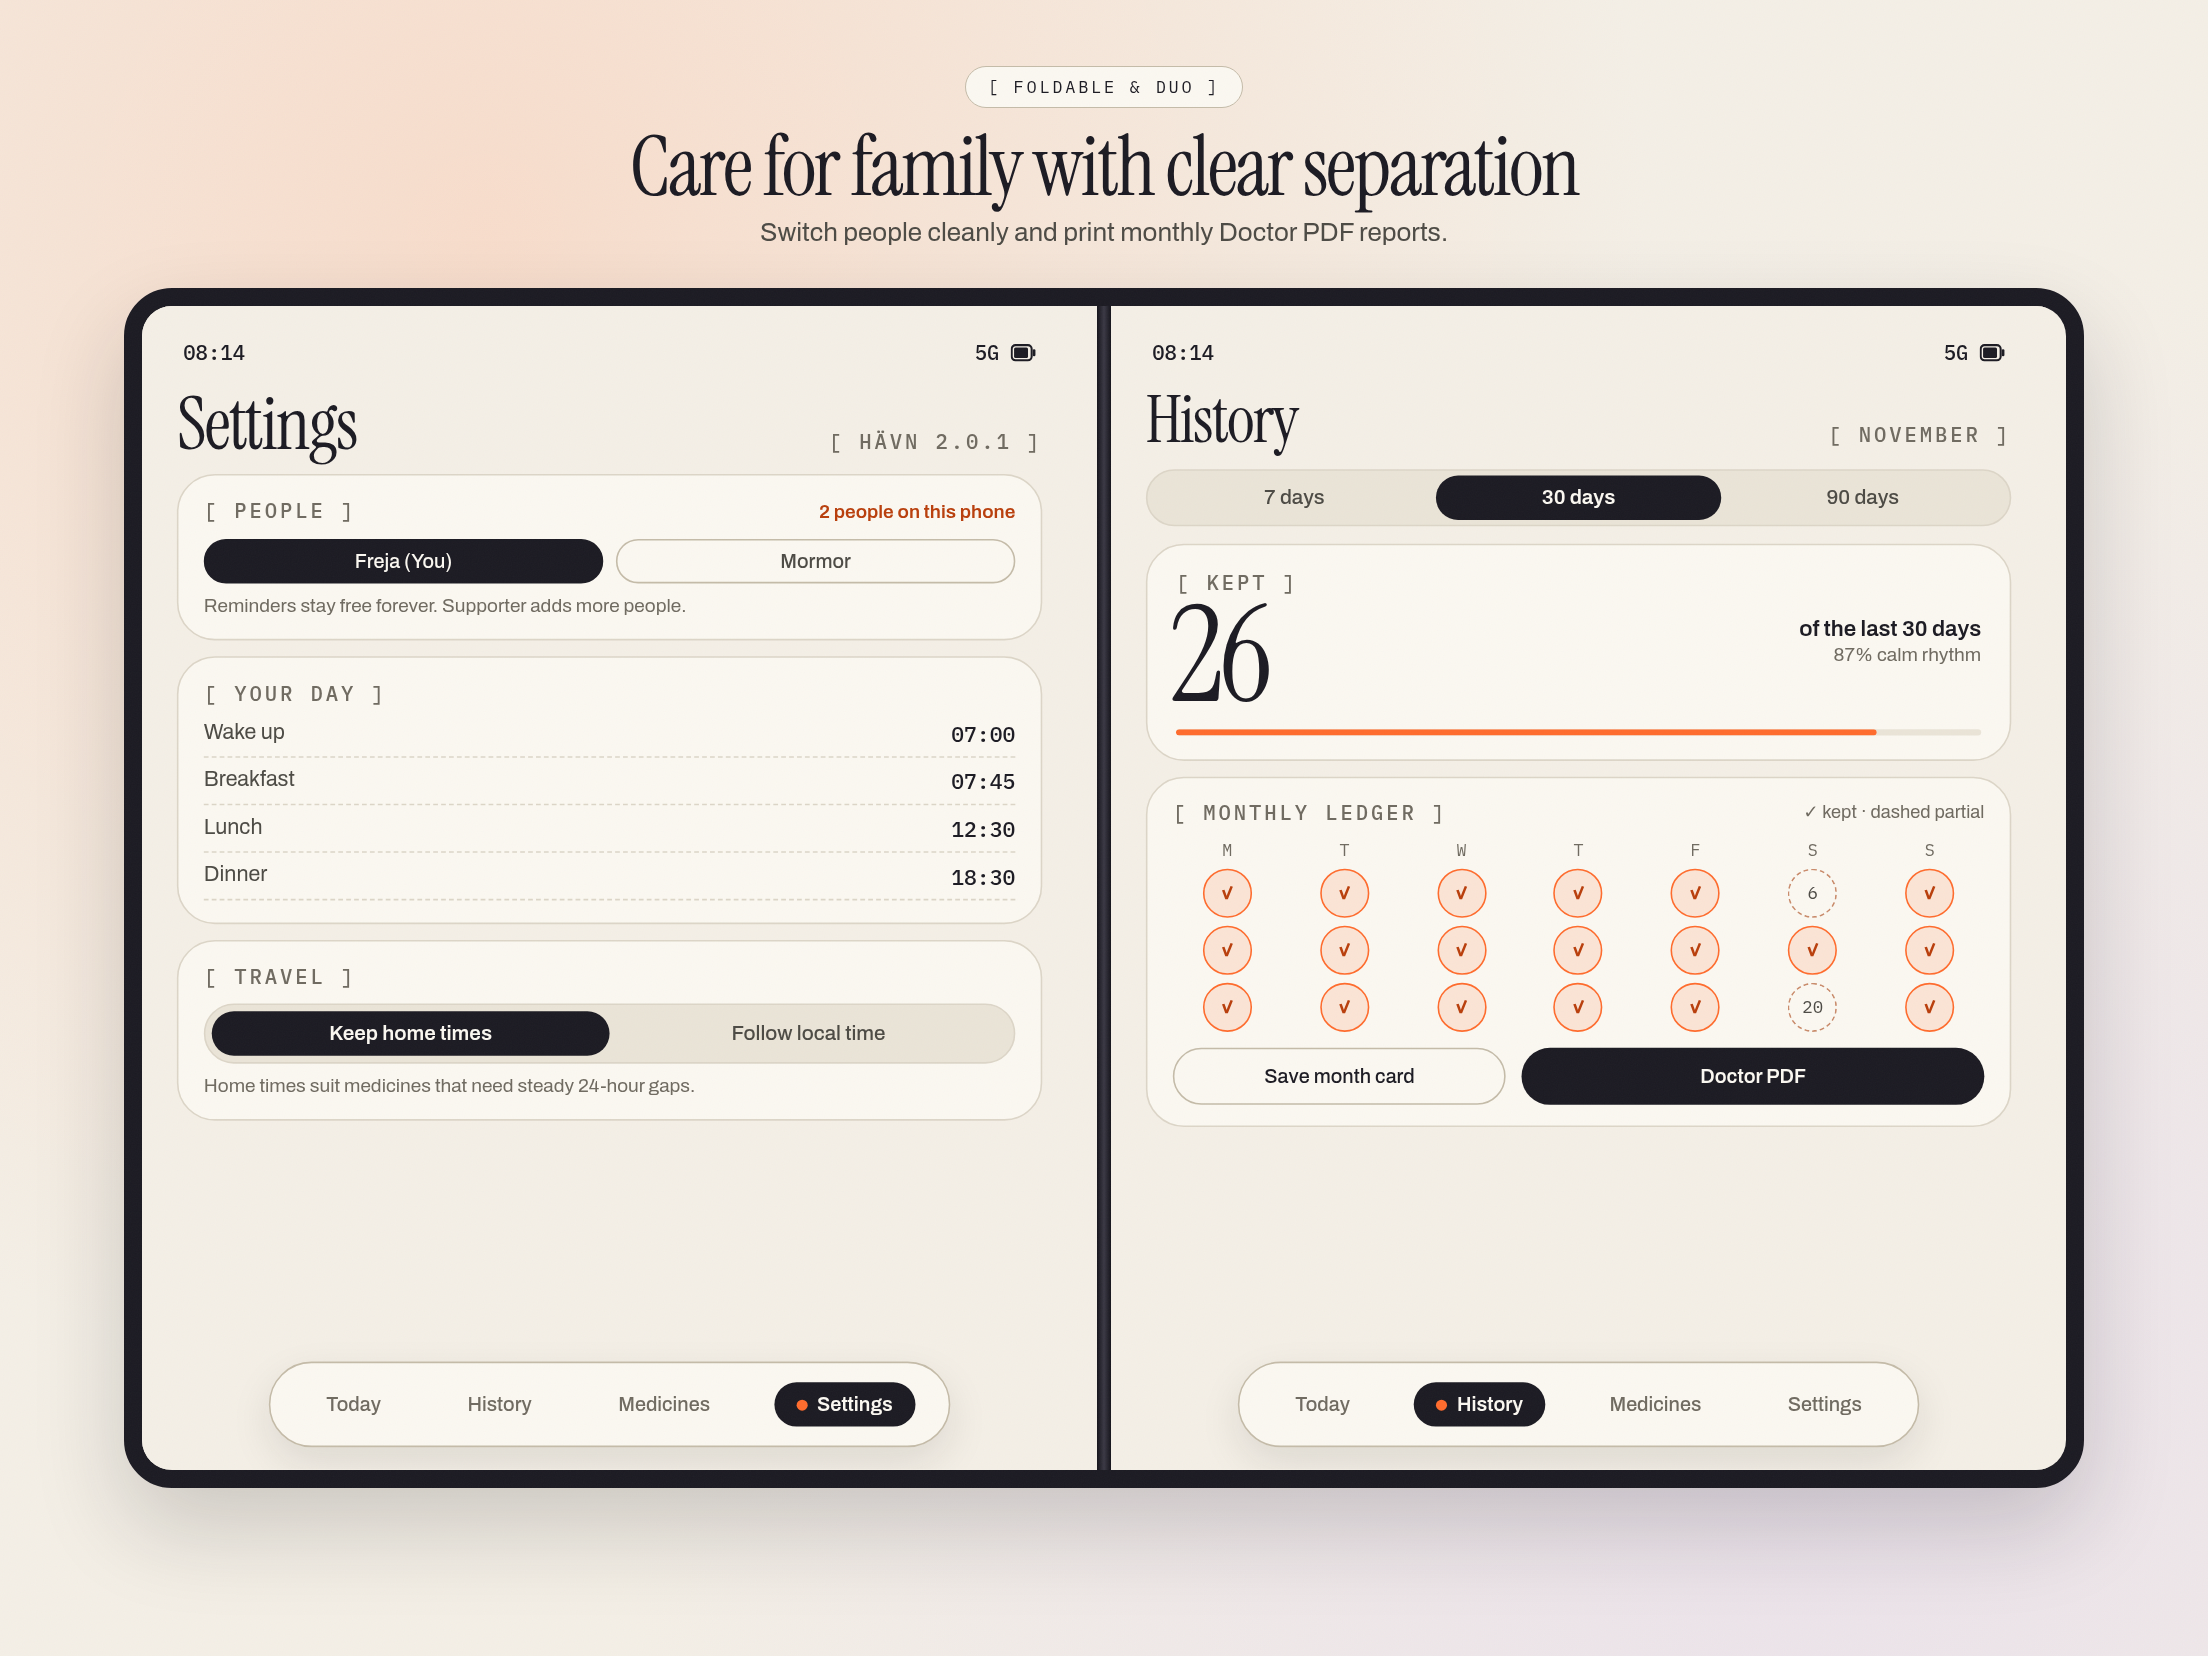 [ FOLDABLE & DUO ]
Care for family with clear separation
Switch people cleanly and print monthly Doctor PDF reports.
08:14 5G
Settings
[ HÄVN 2.0.1 ]
[ PEOPLE ] 2 people on this phone
Freja (You) Mormor
Reminders stay free forever. Supporter adds more people.
[ YOUR DAY ]
Wake up 07:00
Breakfast 07:45
Lunch 12:30
Dinner 18:30
[ TRAVEL ]
Keep home times Follow local time
Home times suit medicines that need steady 24-hour gaps.
Today History Medicines Settings
08:14 5G
History
[ NOVEMBER ]
7 days 30 days 90 days
[ KEPT ]
26
of the last 30 days
87% calm rhythm
[ MONTHLY LEDGER ] ✓ kept · dashed partial
M T W T F S S
✓ ✓ ✓ ✓ ✓ 6 ✓
✓ ✓ ✓ ✓ ✓ ✓ ✓
✓ ✓ ✓ ✓ ✓ 20 ✓
Save month card Doctor PDF
Today History Medicines Settings